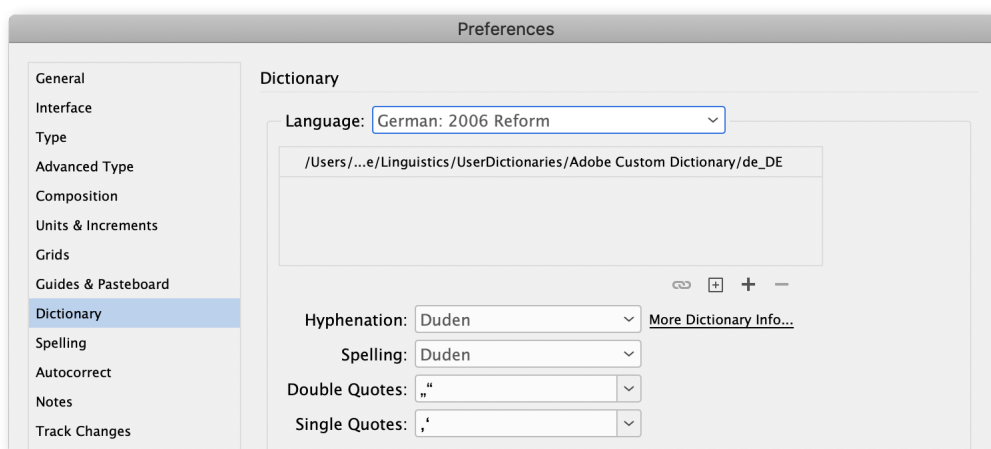 Preferences
General
Interface
Type
Advanced Type
Composition
Units & Increments
Grids
Guides & Pasteboard
Dictionary
Spelling
Autocorrect
Notes
Track Changes
Dictionary
Language: German: 2006 Reform
/Users/...e/Linguistics/UserDictionaries/Adobe Custom Dictionary/de_DE
Hyphenation: Duden More Dictionary Info...
Spelling: Duden
Double Quotes: „“
Single Quotes: ‚‘